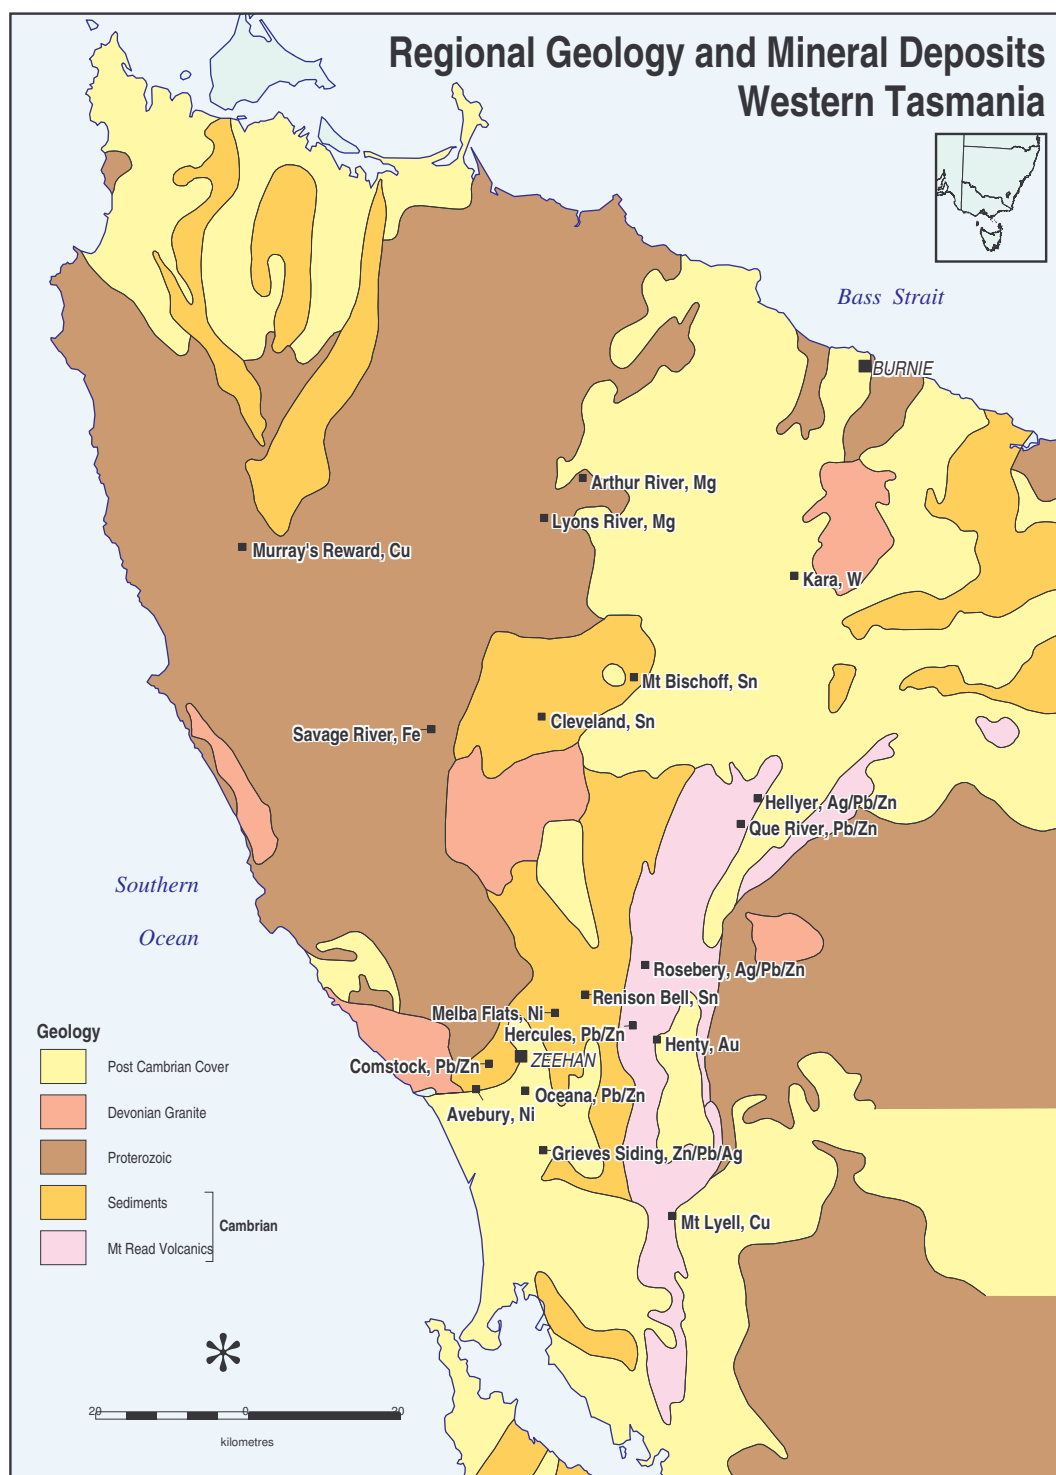 Regional Geology and Mineral Deposits
Western Tasmania
Bass Strait
BURNIE
Arthur River, Mg
Lyons River, Mg
Murray's Reward, Cu
Kara, W
Mt Bischoff, Sn
Cleveland, Sn
Savage River, Fe
Hellyer, Ag/Pb/Zn
Que River, Pb/Zn
Southern
Ocean
Rosebery, Ag/Pb/Zn
Renison Bell, Sn
Melba Flats, Ni
Hercules, Pb/Zn
Henty, Au
ZEEHAN
Comstock, Pb/Zn
Oceana, Pb/Zn
Avebury, Ni
Grieves Siding, Zn/Pb/Ag
Mt Lyell, Cu
Geology
Post Cambrian Cover
Devonian Granite
Proterozoic
Sediments
Cambrian
Mt Read Volcanics
20 0 20
kilometres